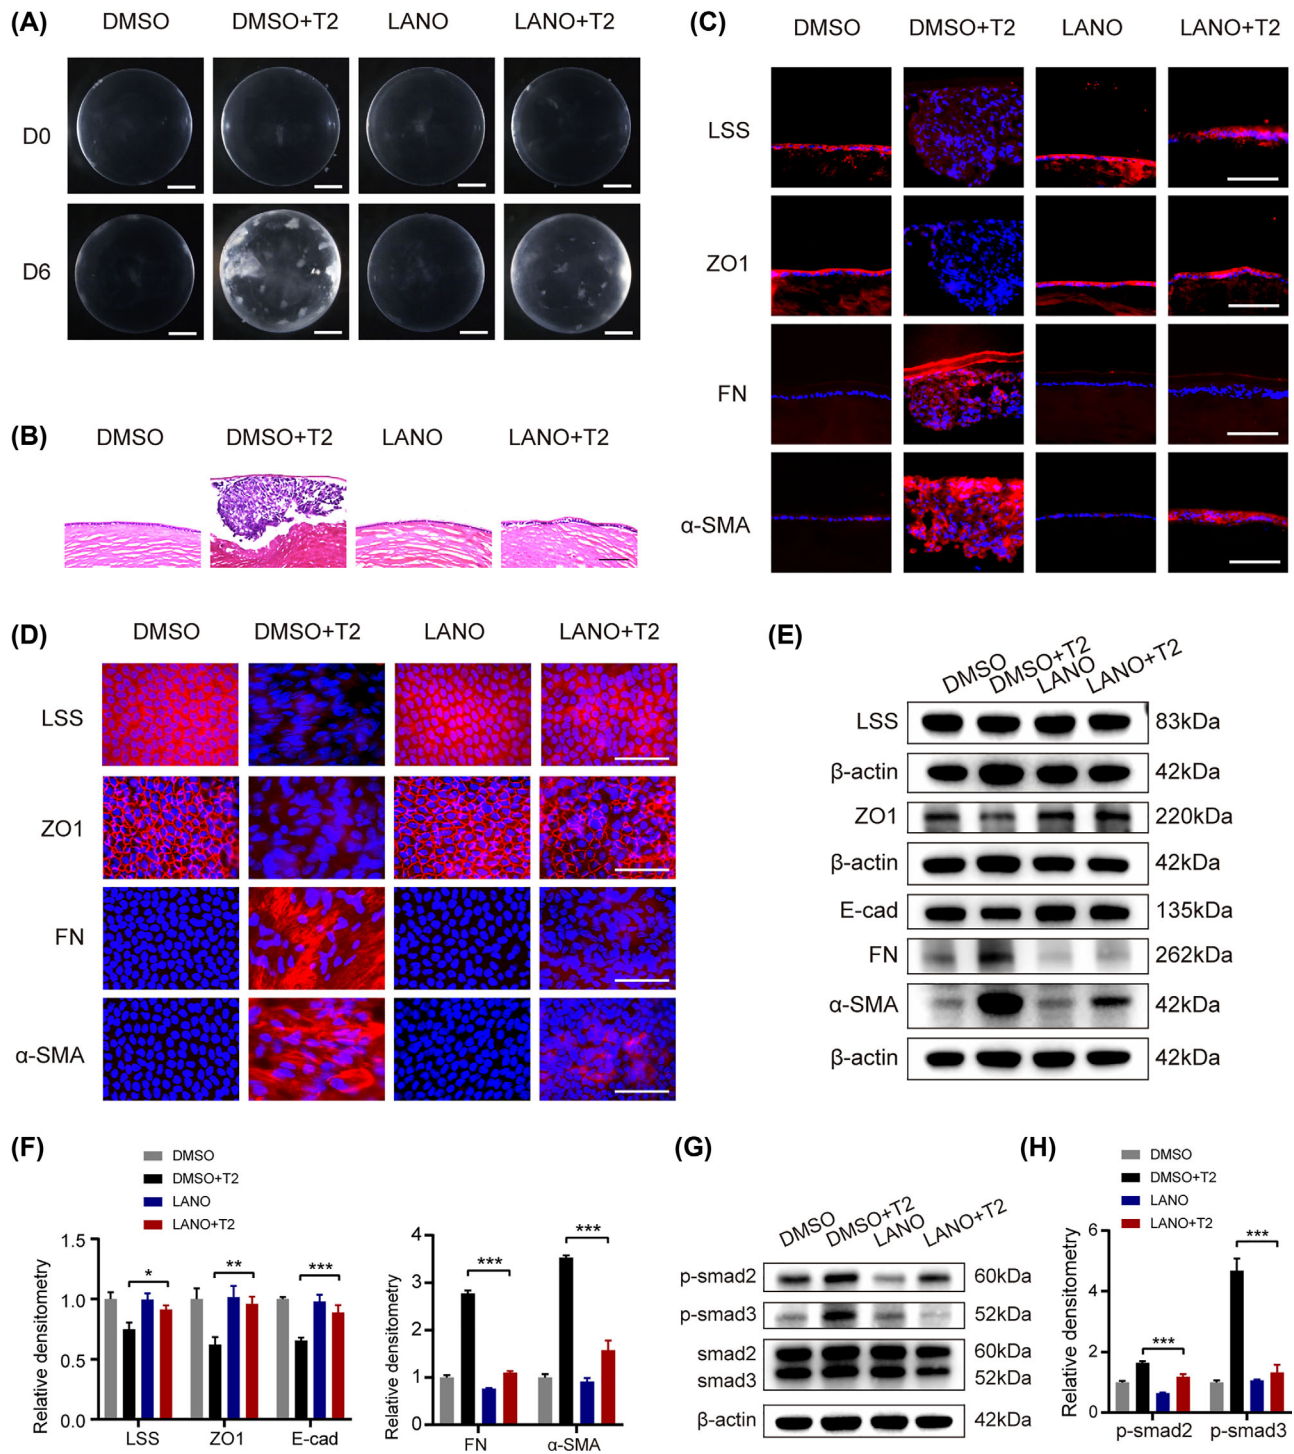 (A)
DMSO DMSO+T2 LANO LANO+T2
D0
D6
(B)
DMSO DMSO+T2 LANO LANO+T2
(C)
DMSO DMSO+T2 LANO LANO+T2
LSS
ZO1
FN
α-SMA
(D)
DMSO DMSO+T2 LANO LANO+T2
LSS
ZO1
FN
α-SMA
(E)
DMSO DMSO+T2 LANO LANO+T2
LSS 83kDa
β-actin 42kDa
ZO1 220kDa
β-actin 42kDa
E-cad 135kDa
FN 262kDa
α-SMA 42kDa
β-actin 42kDa
(F)
DMSO
DMSO+T2
LANO
LANO+T2
Relative densitometry
1.5
1.0
0.5
0.0
* ** ***
LSS ZO1 E-cad
Relative densitometry
4
3
2
1
0
*** ***
FN α-SMA
(G)
DMSO DMSO+T2 LANO LANO+T2
p-smad2 60kDa
p-smad3 52kDa
smad2 60kDa
smad3 52kDa
β-actin 42kDa
(H)
DMSO
DMSO+T2
LANO
LANO+T2
Relative densitometry
6
4
2
0
*** ***
p-smad2 p-smad3